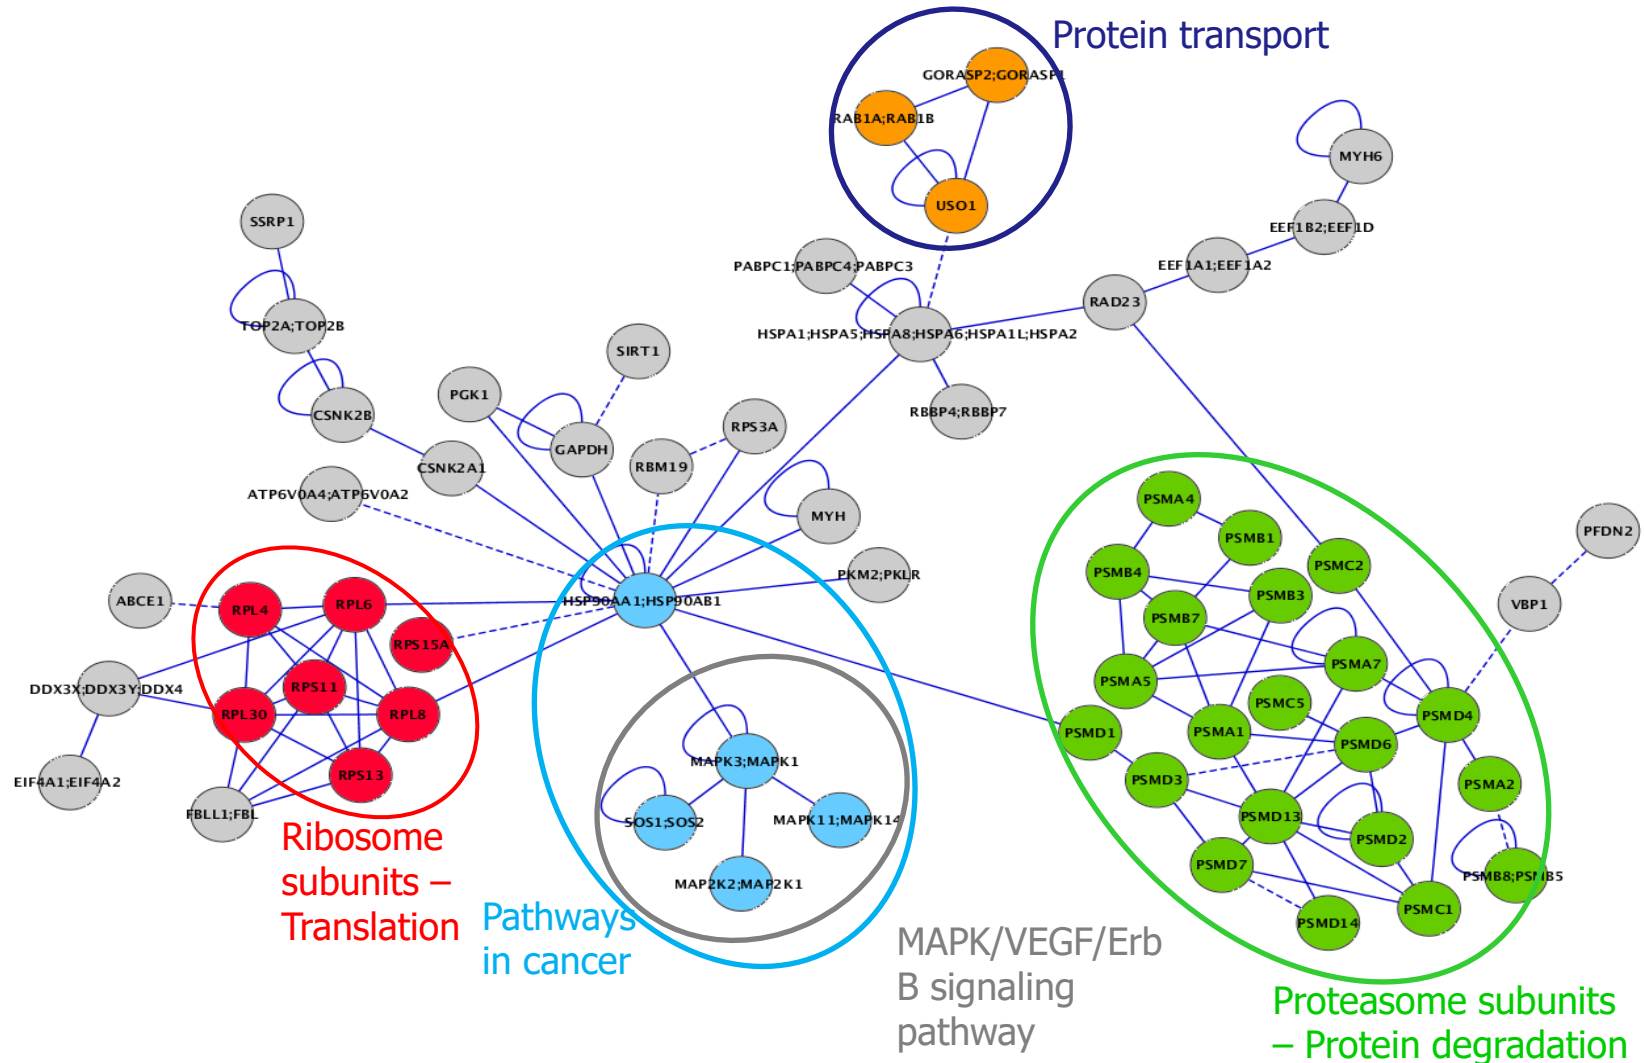 Protein transport
GORASP2;GORASP1
RAB1A;RAB1B
MYH6
USO1
SSRP1
EEF1B2;EEF1D
PABPC1;PABPC4;PABPC3
EEF1A1;EEF1A2
RAD23
TOP2A;TOP2B
HSPA1;HSPA5;HSPA8;HSPA6;HSPA1L;HSPA2
SIRT1
PGK1
RBBP4;RBBP7
CSNK2B
RPS3A
GAPDH
RBM19
CSNK2A1
ATP6V0A4;ATP6V0A2
PSMA4
MYH
PFDN2
PSMB1
PSMC2
PSMB4
PKM2;PKLR
PSMB3
ABCE1
RPL4
RPL6
HSP90AA1;HSP90AB1
VBP1
PSMB7
RPS15A
PSMA7
PSMA5
DDX3X;DDX3Y;DDX4
RPS11
PSMC5
RPL30
RPL8
PSMD4
PSMD1
PSMA1
PSMD6
MAPK3;MAPK1
RPS13
PSMD3
EIF4A1;EIF4A2
PSMA2
FBLL1;FBL
SOS1;SOS2
MAPK11;MAPK14
PSMD13
PSMD2
Ribosome
subunits –
Translation
PSMD7
PSMB8;PSMB5
MAP2K2;MAP2K1
PSMC1
PSMD14
Pathways
in cancer
MAPK/VEGF/Erb
B signaling
pathway
Proteasome subunits
– Protein degradation